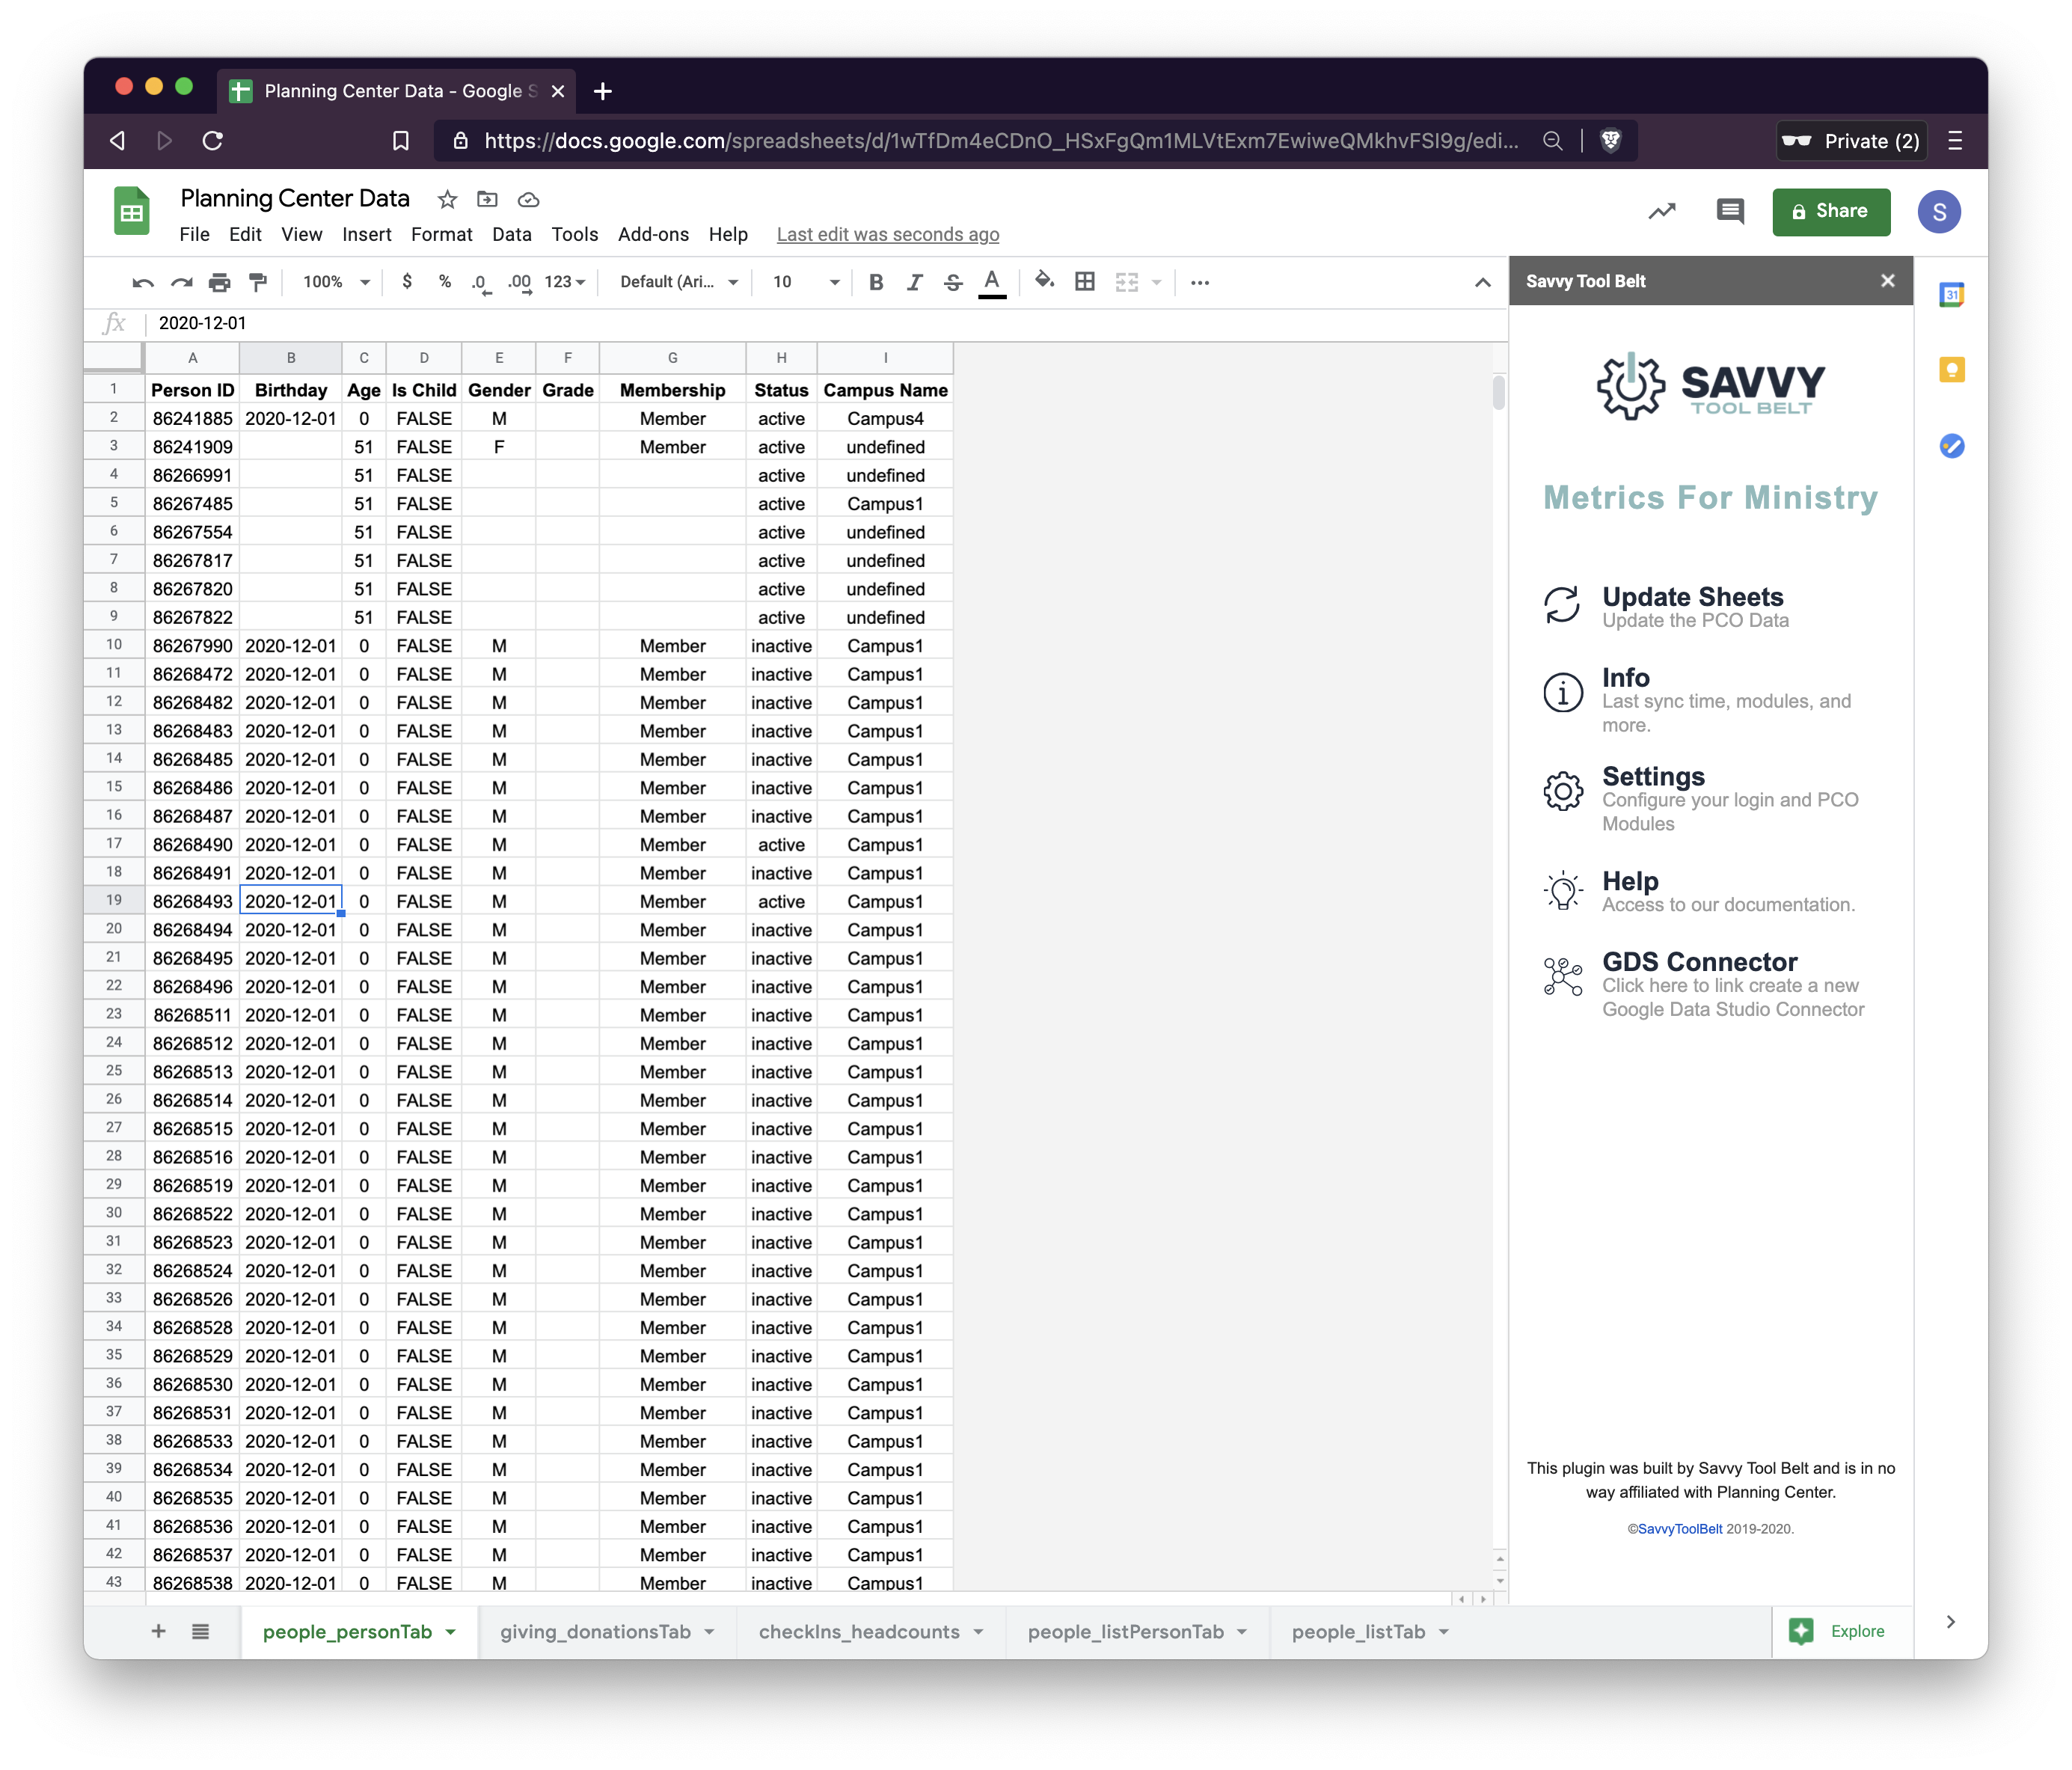 Planning Center Data - Google S
https://docs.google.com/spreadsheets/d/1wTfDm4eCDnO_HSxFgQm1MLVtExm7EwiweQMkhvFSI9g/edi...
Private (2)
Planning Center Data
Share
S
File Edit View Insert Format Data Tools Add-ons Help Last edit was seconds ago
100% $ % .0 .00 123 Default (Ari... 10 B I S A ...
fx 2020-12-01
A B C D E F G H I
1 Person ID Birthday Age Is Child Gender Grade Membership Status Campus Name
2 86241885 2020-12-01 0 FALSE M Member active Campus4
3 86241909 51 FALSE F Member active undefined
4 86266991 51 FALSE active undefined
5 86267485 51 FALSE active Campus1
6 86267554 51 FALSE active undefined
7 86267817 51 FALSE active undefined
8 86267820 51 FALSE active undefined
9 86267822 51 FALSE active undefined
10 86267990 2020-12-01 0 FALSE M Member inactive Campus1
11 86268472 2020-12-01 0 FALSE M Member inactive Campus1
12 86268482 2020-12-01 0 FALSE M Member inactive Campus1
13 86268483 2020-12-01 0 FALSE M Member inactive Campus1
14 86268485 2020-12-01 0 FALSE M Member inactive Campus1
15 86268486 2020-12-01 0 FALSE M Member inactive Campus1
16 86268487 2020-12-01 0 FALSE M Member inactive Campus1
17 86268490 2020-12-01 0 FALSE M Member active Campus1
18 86268491 2020-12-01 0 FALSE M Member inactive Campus1
19 86268493 2020-12-01 0 FALSE M Member active Campus1
20 86268494 2020-12-01 0 FALSE M Member inactive Campus1
21 86268495 2020-12-01 0 FALSE M Member inactive Campus1
22 86268496 2020-12-01 0 FALSE M Member inactive Campus1
23 86268511 2020-12-01 0 FALSE M Member inactive Campus1
24 86268512 2020-12-01 0 FALSE M Member inactive Campus1
25 86268513 2020-12-01 0 FALSE M Member inactive Campus1
26 86268514 2020-12-01 0 FALSE M Member inactive Campus1
27 86268515 2020-12-01 0 FALSE M Member inactive Campus1
28 86268516 2020-12-01 0 FALSE M Member inactive Campus1
29 86268519 2020-12-01 0 FALSE M Member inactive Campus1
30 86268522 2020-12-01 0 FALSE M Member inactive Campus1
31 86268523 2020-12-01 0 FALSE M Member inactive Campus1
32 86268524 2020-12-01 0 FALSE M Member inactive Campus1
33 86268526 2020-12-01 0 FALSE M Member inactive Campus1
34 86268528 2020-12-01 0 FALSE M Member inactive Campus1
35 86268529 2020-12-01 0 FALSE M Member inactive Campus1
36 86268530 2020-12-01 0 FALSE M Member inactive Campus1
37 86268531 2020-12-01 0 FALSE M Member inactive Campus1
38 86268533 2020-12-01 0 FALSE M Member inactive Campus1
39 86268534 2020-12-01 0 FALSE M Member inactive Campus1
40 86268535 2020-12-01 0 FALSE M Member inactive Campus1
41 86268536 2020-12-01 0 FALSE M Member inactive Campus1
42 86268537 2020-12-01 0 FALSE M Member inactive Campus1
43 86268538 2020-12-01 0 FALSE M Member inactive Campus1
people_personTab giving_donationsTab checkIns_headcounts people_listPersonTab people_listTab
Explore
Savvy Tool Belt
SAVVY
TOOL BELT
Metrics For Ministry
Update Sheets
Update the PCO Data
Info
Last sync time, modules, and
more.
Settings
Configure your login and PCO
Modules
Help
Access to our documentation.
GDS Connector
Click here to link create a new
Google Data Studio Connector
This plugin was built by Savvy Tool Belt and is in no
way affiliated with Planning Center.
©SavvyToolBelt 2019-2020.
31